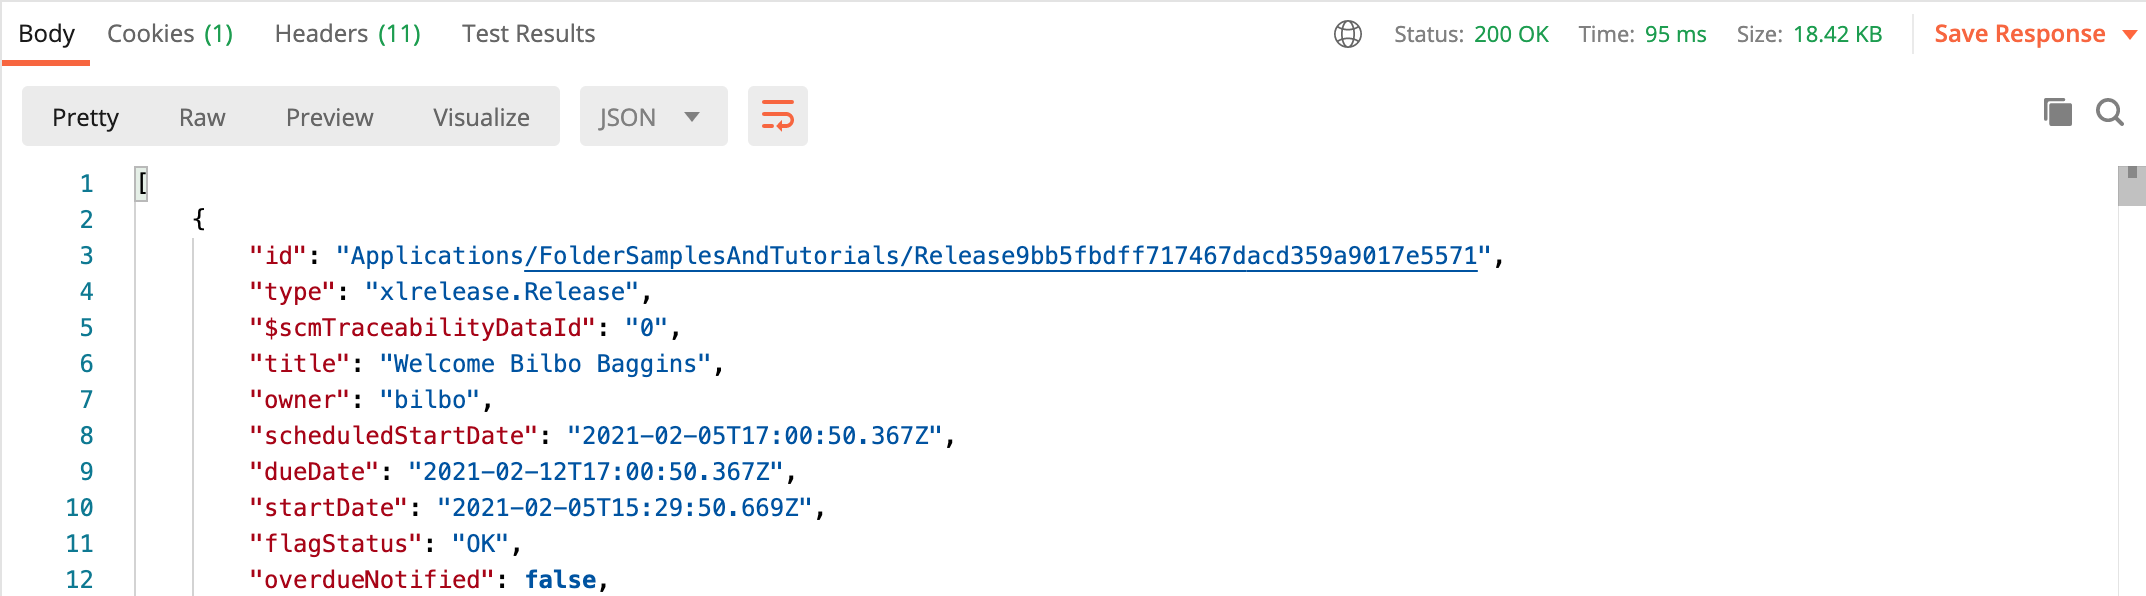 Body Cookies (1) Headers (11) Test Results Status: 200 OK Time: 95 ms Size: 18.42 KB Save Response
Pretty Raw Preview Visualize JSON
1 [
2 {
3 "id": "Applications/FolderSamplesAndTutorials/Release9bb5fbdff717467dacd359a9017e5571",
4 "type": "xlrelease.Release",
5 "$scmTraceabilityDataId": "0",
6 "title": "Welcome Bilbo Baggins",
7 "owner": "bilbo",
8 "scheduledStartDate": "2021-02-05T17:00:50.367Z",
9 "dueDate": "2021-02-12T17:00:50.367Z",
10 "startDate": "2021-02-05T15:29:50.669Z",
11 "flagStatus": "OK",
12 "overdueNotified": false,